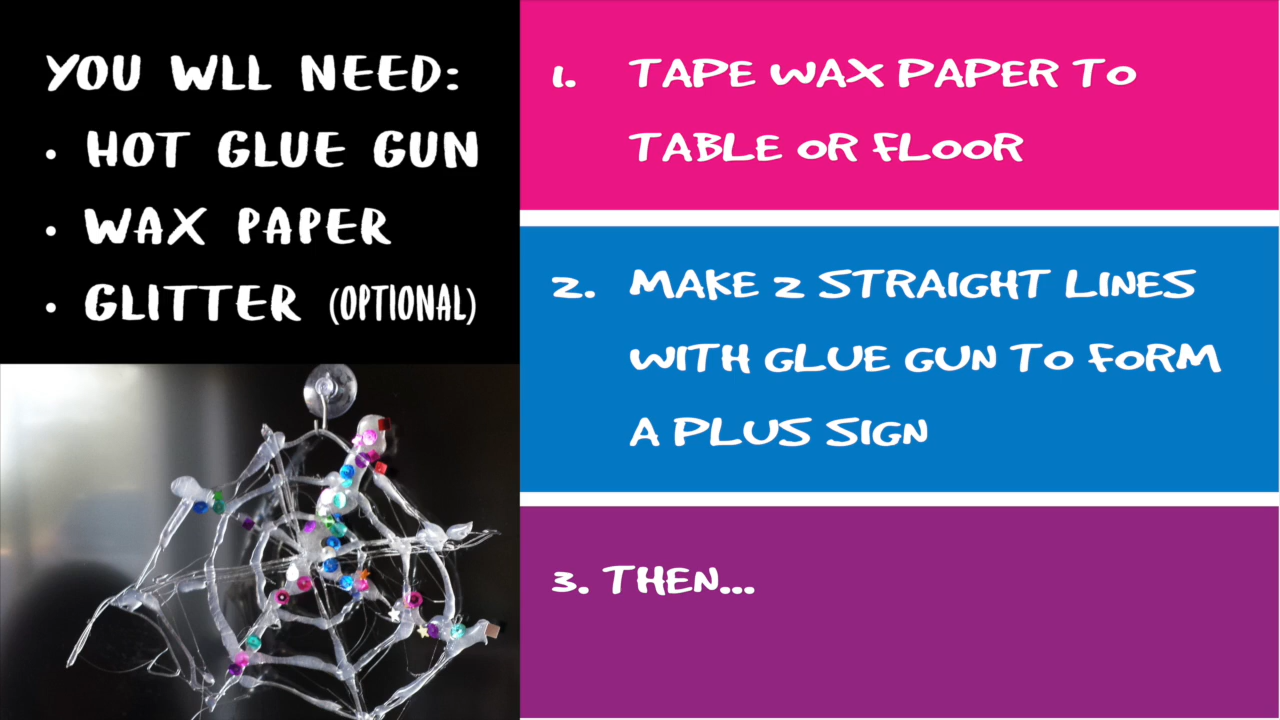 YOU WLL NEED:
• HOT GLUE GUN
• WAX PAPER
• GLITTER (OPTIONAL)
1. TAPE WAX PAPER TO
TABLE OR FLOOR
2. MAKE 2 STRAIGHT LINES
WITH GLUE GUN TO FORM
A PLUS SIGN
3. THEN...